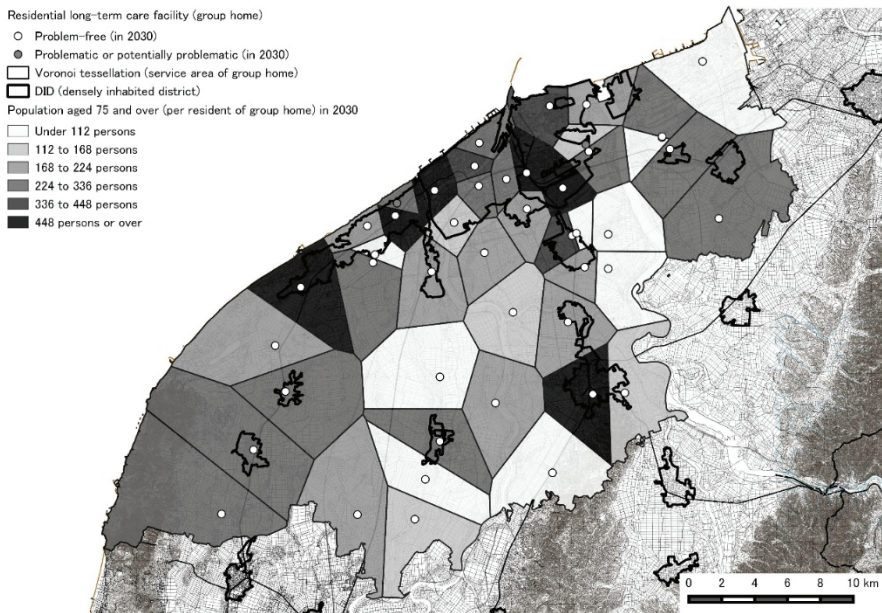 Residential long-term care facility (group home)
Problem-free (in 2030)
Problematic or potentially problematic (in 2030)
Voronoi tessellation (service area of group home)
DID (densely inhabited district)
Population aged 75 and over (per resident of group home) in 2030
Under 112 persons
112 to 168 persons
168 to 224 persons
224 to 336 persons
336 to 448 persons
448 persons or over
0 2 4 6 8 10 km